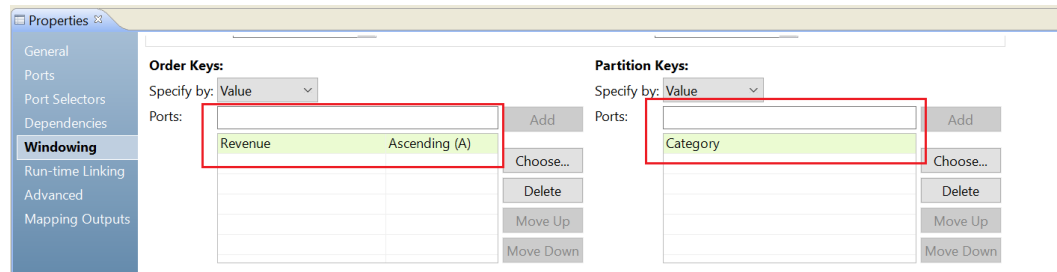 Properties
General
Ports
Port Selectors
Dependencies
Windowing
Run-time Linking
Advanced
Mapping Outputs
Order Keys:
Specify by: Value
Ports:
Add
Revenue Ascending (A)
Choose...
Delete
Move Up
Move Down
Partition Keys:
Specify by: Value
Ports:
Add
Category
Choose...
Delete
Move Up
Move Down